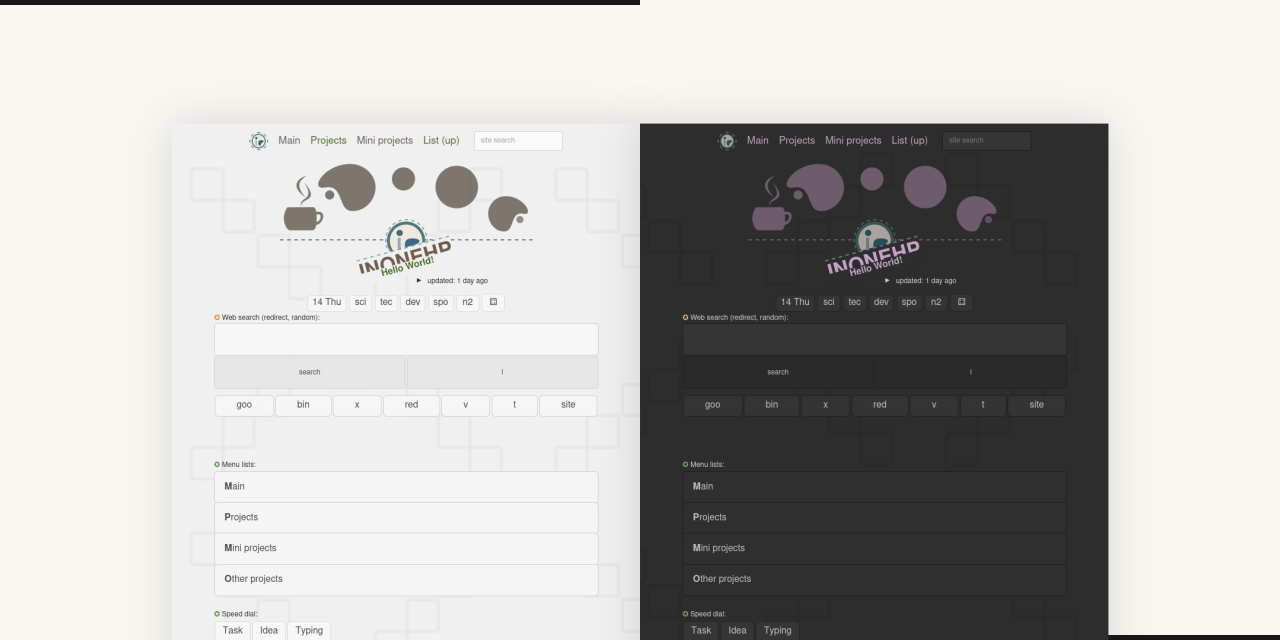 Main Projects Mini projects List (up) site search
INONEHP
Hello World!
► updated: 1 day ago
14 Thu sci tec dev spo n2
Web search (redirect, random):
search I
goo bin x red v t site
Menu lists:
Main
Projects
Mini projects
Other projects
Speed dial:
Task Idea Typing
Main Projects Mini projects List (up) site search
INONEHP
Hello World!
► updated: 1 day ago
14 Thu sci tec dev spo n2
Web search (redirect, random):
search I
goo bin x red v t site
Menu lists:
Main
Projects
Mini projects
Other projects
Speed dial:
Task Idea Typing